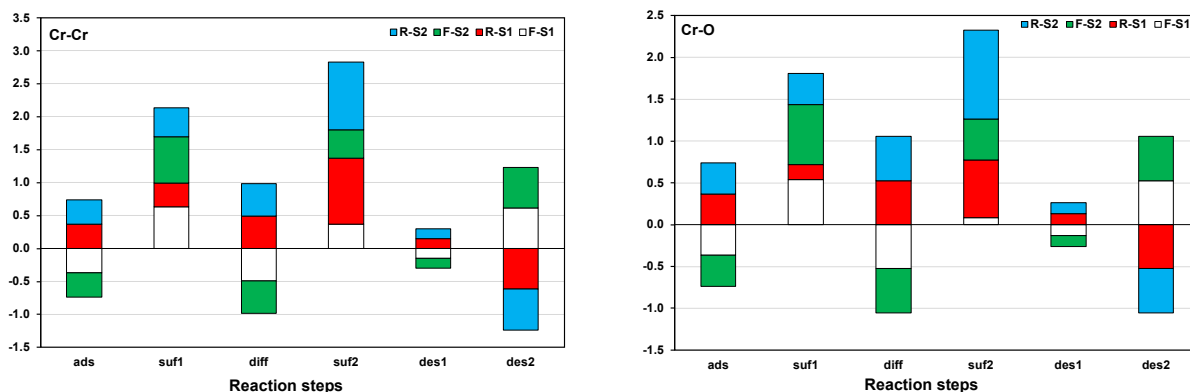 Cr-Cr
R-S2 F-S2 R-S1 F-S1
3.5
3.0
2.5
2.0
1.5
1.0
0.5
0.0
-0.5
-1.0
-1.5
ads suf1 diff suf2 des1 des2
Reaction steps
Cr-O
R-S2 F-S2 R-S1 F-S1
2.5
2.0
1.5
1.0
0.5
0.0
-0.5
-1.0
-1.5
ads suf1 diff suf2 des1 des2
Reaction steps